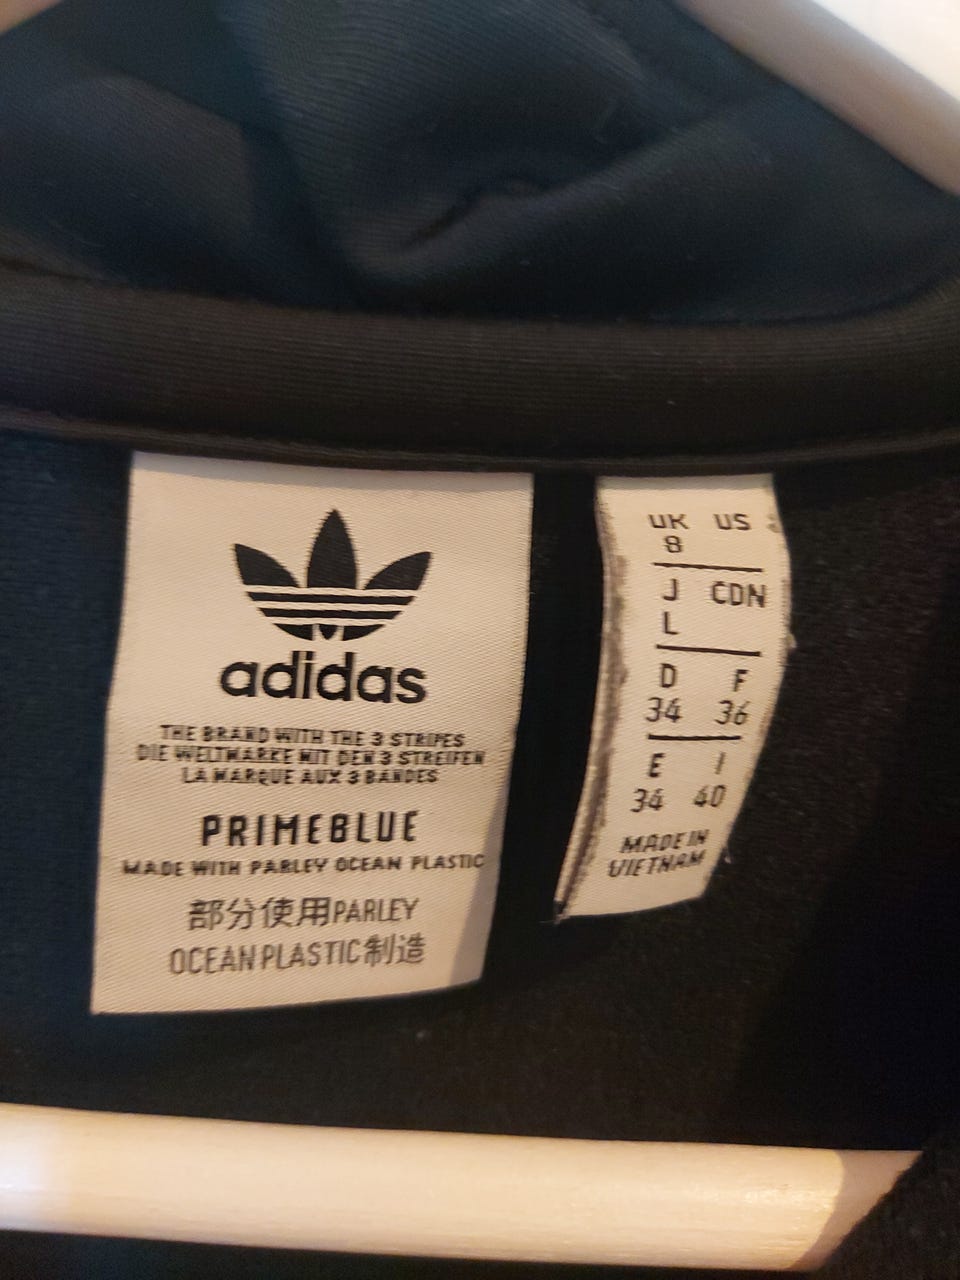 adidas
THE BRAND WITH THE 3 STRIPES
DIE WELTMARKE MIT DEN 3 STREIFEN
LA MARQUE AUX 3 BANDES
PRIMEBLUE
MADE WITH PARLEY OCEAN PLASTIC
部分使用PARLEY
OCEAN PLASTIC制造
UK US
8
J CDN
L
D F
34 36
E I
34 40
MADE IN
VIETNAM